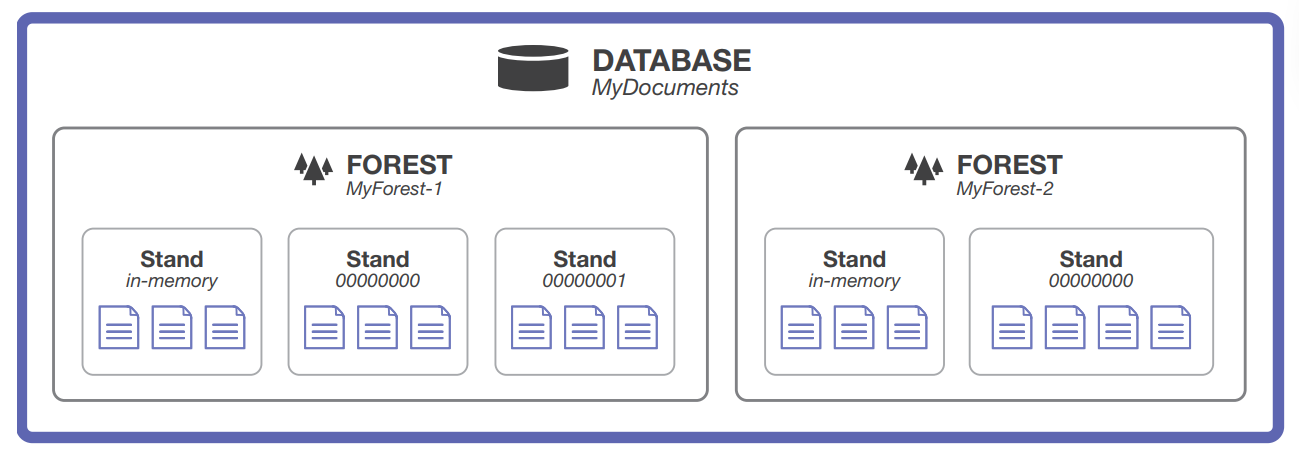 DATABASE
MyDocuments
FOREST
MyForest-1
Stand
in-memory
Stand
00000000
Stand
00000001
FOREST
MyForest-2
Stand
in-memory
Stand
00000000